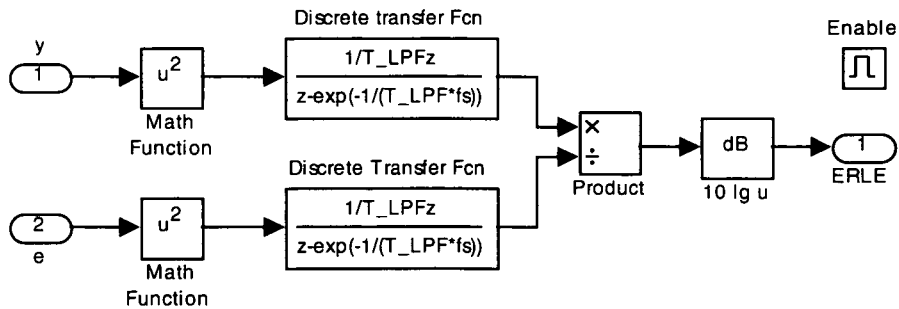 Discrete transfer Fcn
Enable
y
1
u2
1/T_LPFz
z-exp(-1/(T_LPF*fs))
Math
Function
×
÷
Product
dB
10 lg u
1
ERLE
Discrete Transfer Fcn
2
e
u2
1/T_LPFz
z-exp(-1/(T_LPF*fs))
Math
Function